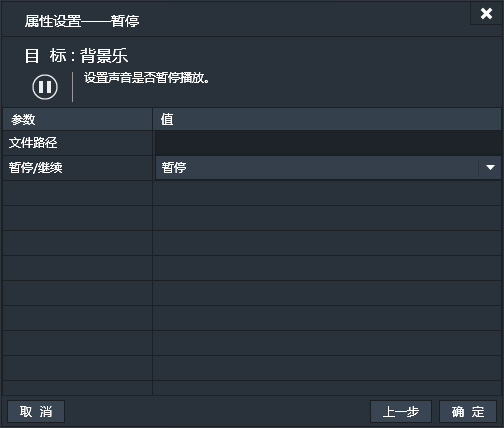 属性设置——暂停
目 标 : 背景乐
设置声音是否暂停播放。
参数 值
文件路径
暂停/继续 暂停
取 消 上一步 确 定